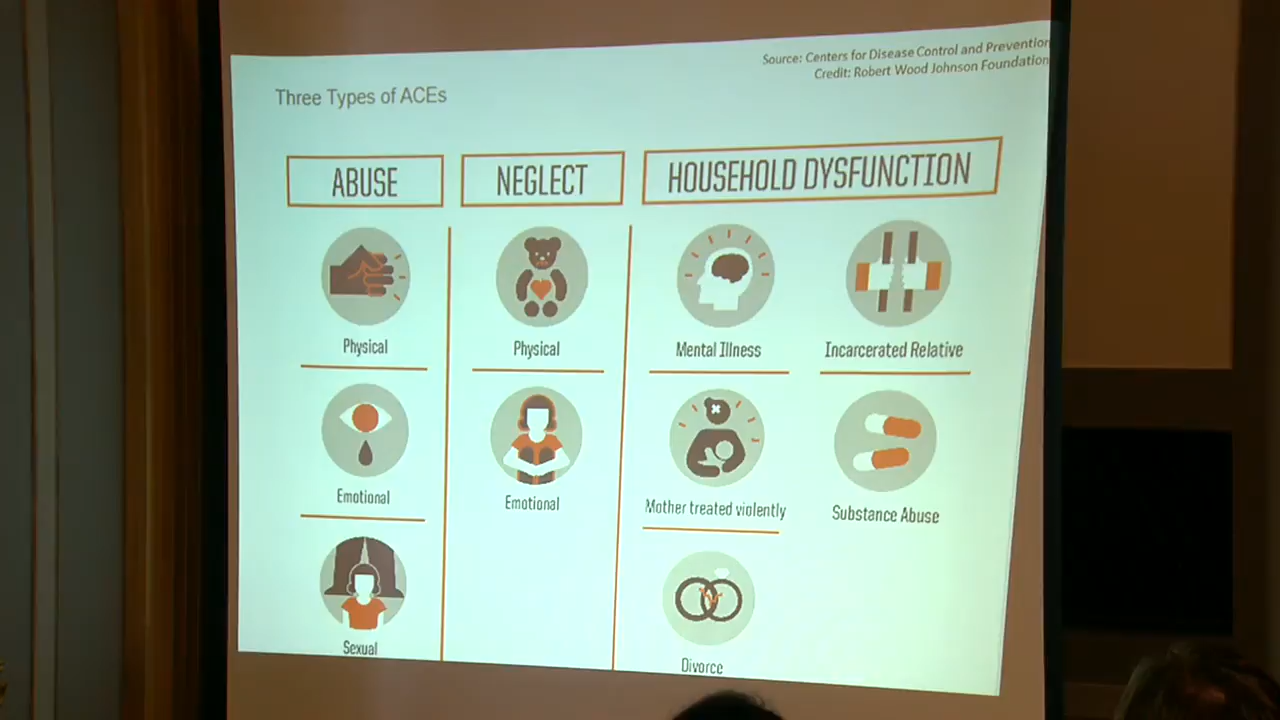 Source: Centers for Disease Control and Prevention
Credit: Robert Wood Johnson Foundation
Three Types of ACEs
ABUSE
NEGLECT
HOUSEHOLD DYSFUNCTION
Physical
Physical
Mental Illness
Incarcerated Relative
Emotional
Emotional
Mother treated violently
Substance Abuse
Sexual
Divorce